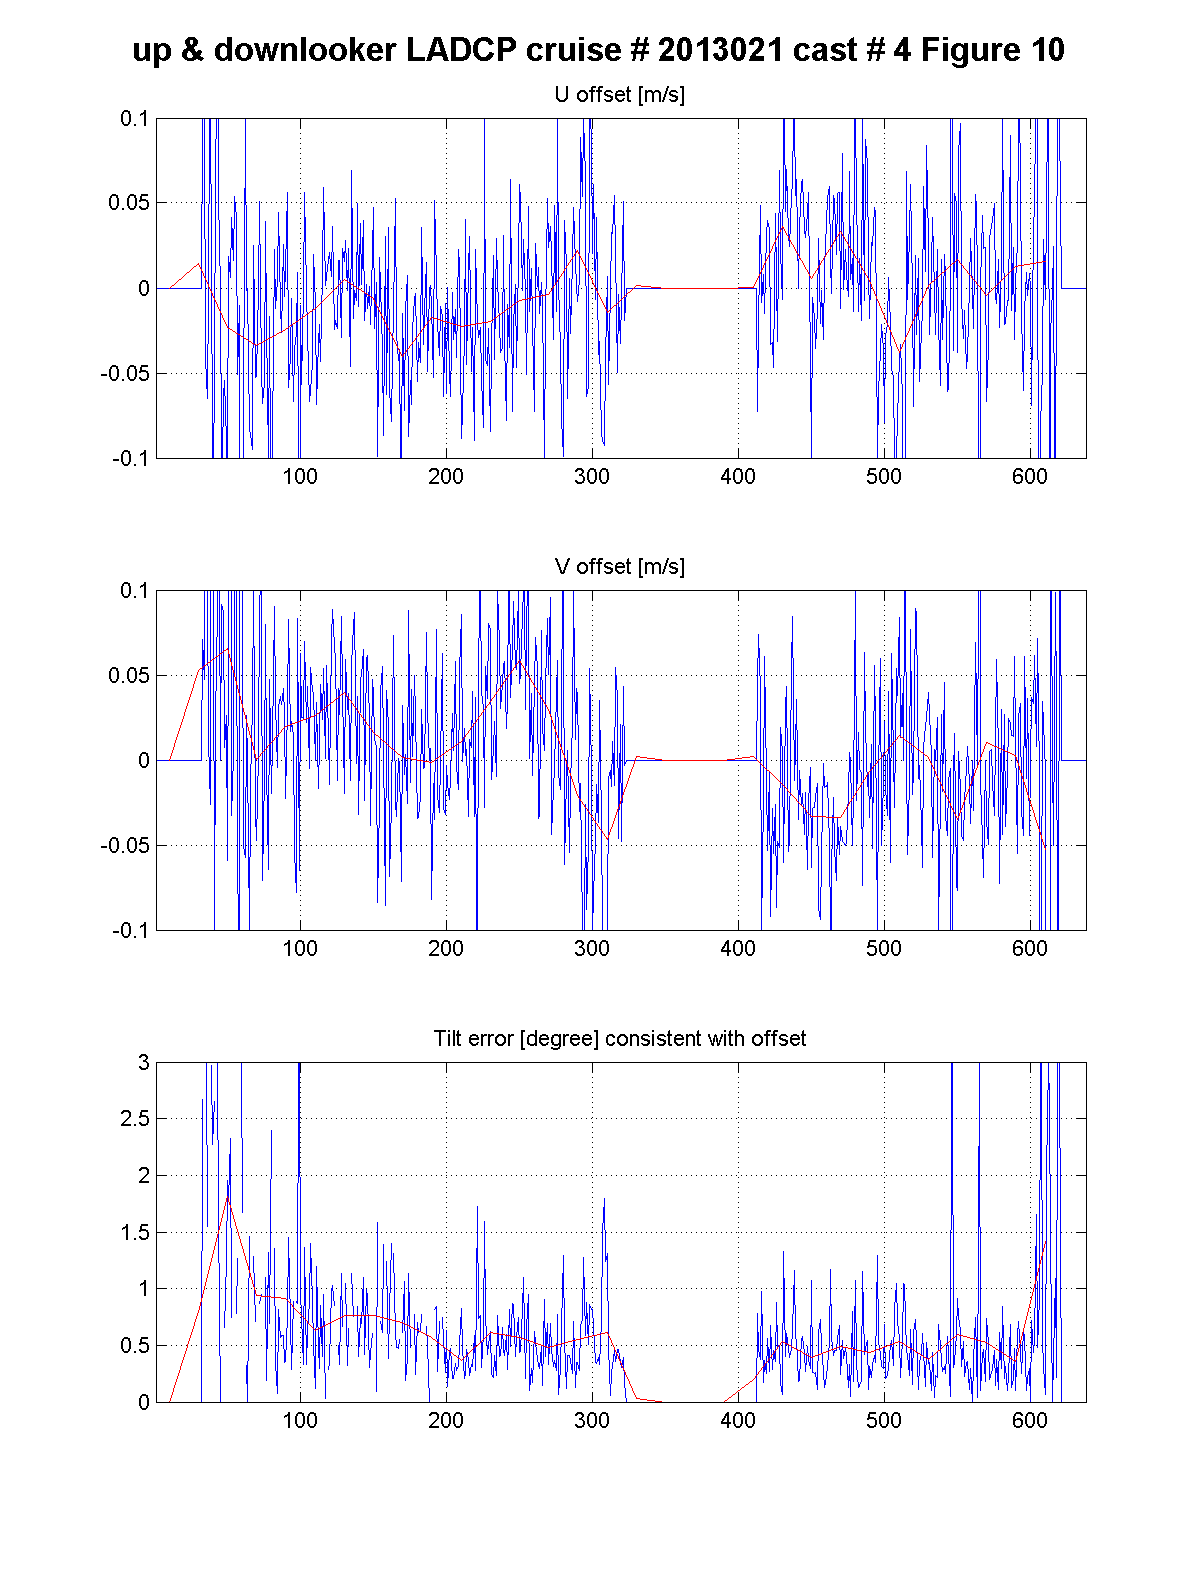 up & downlooker LADCP cruise # 2013021 cast # 4 Figure 10
U offset [m/s]
0.1
0.05
0
-0.05
-0.1
100 200 300 400 500 600
V offset [m/s]
0.1
0.05
0
-0.05
-0.1
100 200 300 400 500 600
Tilt error [degree] consistent with offset
3
2.5
2
1.5
1
0.5
0
100 200 300 400 500 600